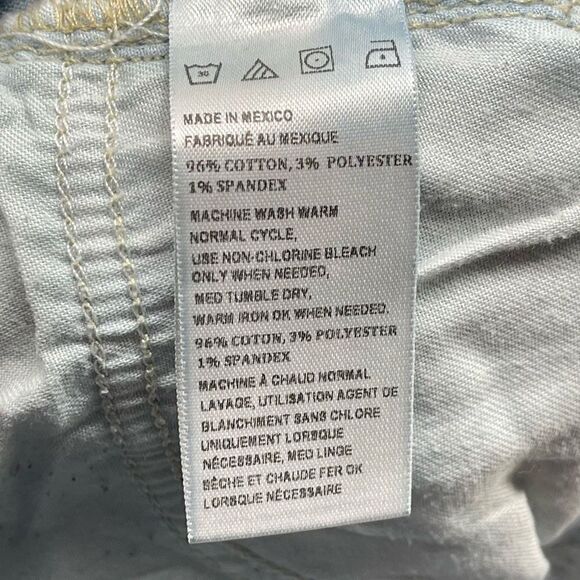 30
MADE IN MEXICO
FABRIQUÉ AU MEXIQUE
96% COTTON, 3% POLYESTER
1% SPANDEX
MACHINE WASH WARM
NORMAL CYCLE,
USE NON-CHLORINE BLEACH
ONLY WHEN NEEDED,
MED TUMBLE DRY,
WARM IRON OK WHEN NEEDED.
96% COTON, 3% POLYESTER
1% SPANDEX
MACHINE À CHAUD NORMAL
LAVAGE, UTILISATION AGENT DE
BLANCHIMENT SANS CHLORE
UNIQUEMENT LORSQUE
NÉCESSAIRE, MED LINGE
SÈCHE ET CHAUDE FER OK
LORSQUE NÉCESSAIRE